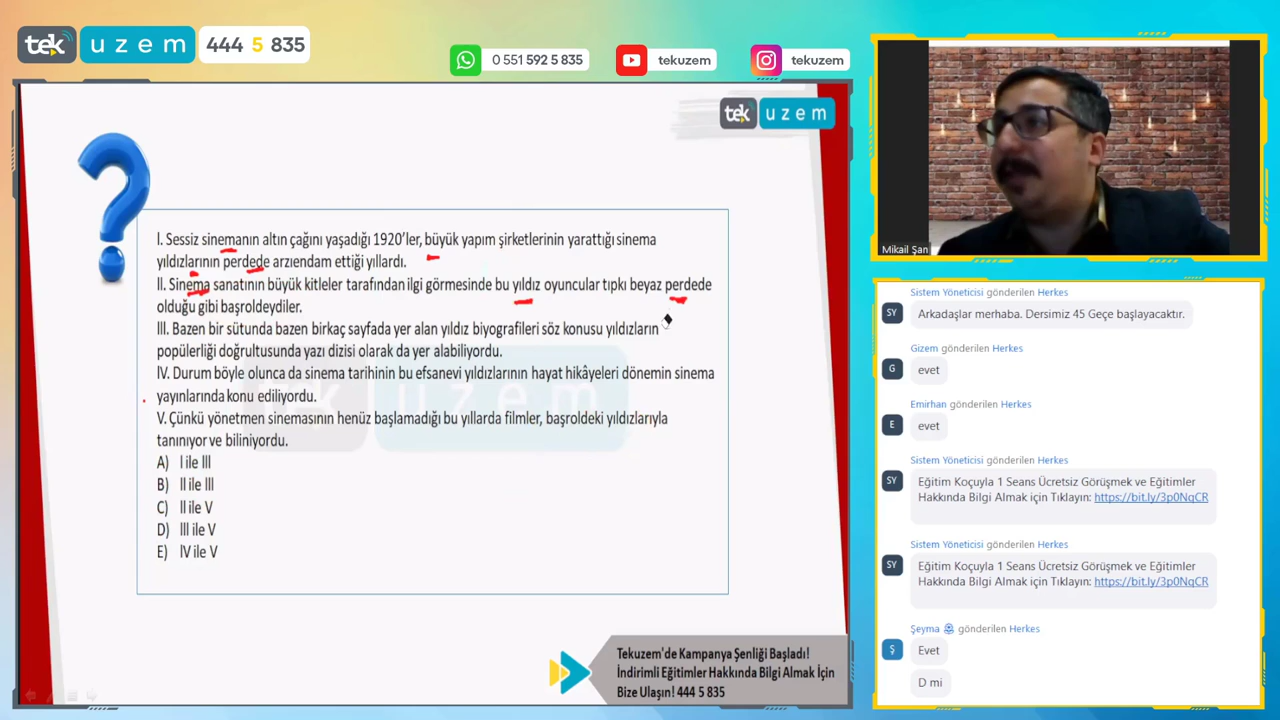 tek uzem 444 5 835
0 551 592 5 835
tekuzem
tekuzem
tek uzem
I. Sessiz sinemanın altın çağını yaşadığı 1920’ler, büyük yapım şirketlerinin yarattığı sinema
yıldızlarının perdede arzıendam ettiği yıllardı.
II. Sinema sanatının büyük kitleler tarafından ilgi görmesinde bu yıldız oyuncular tıpkı beyaz perdede
olduğu gibi başroldeydiler.
III. Bazen bir sütunda bazen birkaç sayfada yer alan yıldız biyografileri söz konusu yıldızların
popülerliği doğrultusunda yazı dizisi olarak da yer alabiliyordu.
IV. Durum böyle olunca da sinema tarihinin bu efsanevi yıldızlarının hayat hikâyeleri dönemin sinema
yayınlarında konu ediliyordu.
V. Çünkü yönetmen sinemasının henüz başlamadığı bu yıllarda filmler, başroldeki yıldızlarıyla
tanınıyor ve biliniyordu.
A) I ile III
B) II ile III
C) II ile V
D) III ile V
E) IV ile V
tek uzem
Tekuzem'de Kampanya Şenliği Başladı!
İndirimli Eğitimler Hakkında Bilgi Almak İçin
Bize Ulaşın! 444 5 835
Mikail Şan
Sistem Yöneticisi gönderilen Herkes
SY Arkadaşlar merhaba. Dersimiz 45 Geçe başlayacaktır.
Gizem gönderilen Herkes
G evet
Emirhan gönderilen Herkes
E evet
Sistem Yöneticisi gönderilen Herkes
SY Eğitim Koçuyla 1 Seans Ücretsiz Görüşmek ve Eğitimler
Hakkında Bilgi Almak için Tıklayın: https://bit.ly/3p0NqCR
Sistem Yöneticisi gönderilen Herkes
SY Eğitim Koçuyla 1 Seans Ücretsiz Görüşmek ve Eğitimler
Hakkında Bilgi Almak için Tıklayın: https://bit.ly/3p0NqCR
Şeyma gönderilen Herkes
Ş Evet
D mi